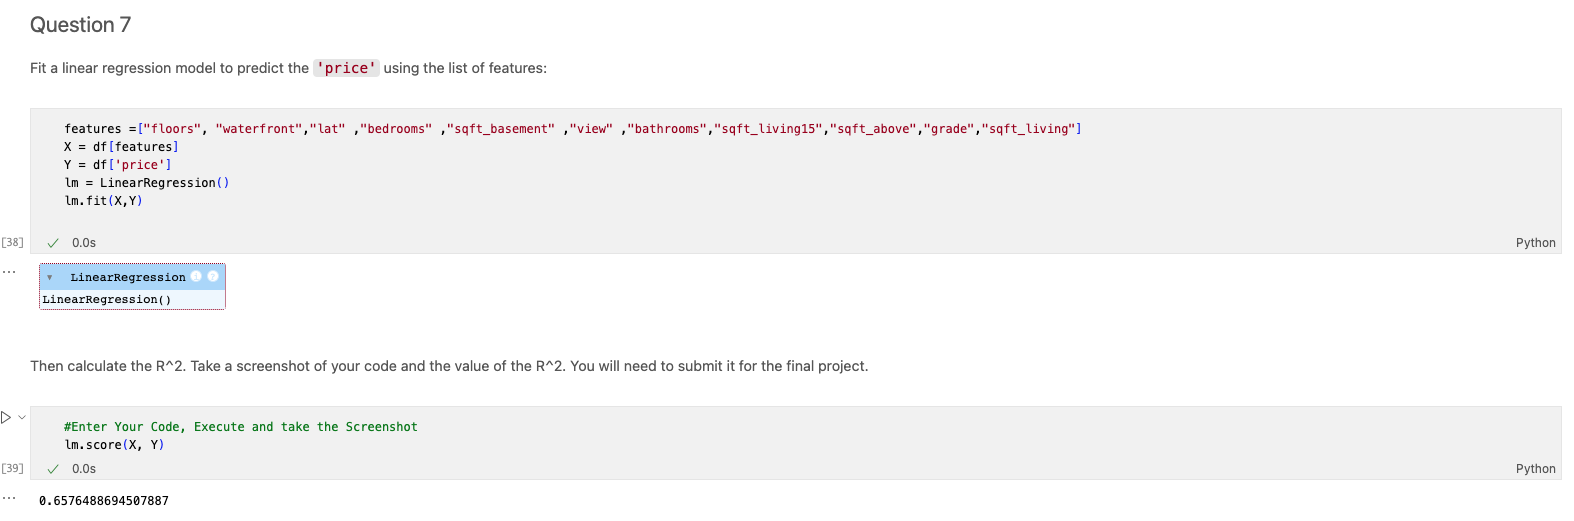 Question 7
Fit a linear regression model to predict the 'price' using the list of features:
features =["floors", "waterfront","lat" ,"bedrooms" ,"sqft_basement" ,"view" ,"bathrooms","sqft_living15","sqft_above","grade","sqft_living"]
X = df[features]
Y = df['price']
lm = LinearRegression()
lm.fit(X,Y)
[38] ✓ 0.0s Python
... ▾ LinearRegression i ?
LinearRegression()
Then calculate the R^2. Take a screenshot of your code and the value of the R^2. You will need to submit it for the final project.
#Enter Your Code, Execute and take the Screenshot
lm.score(X, Y)
[39] ✓ 0.0s Python
... 0.6576488694507887